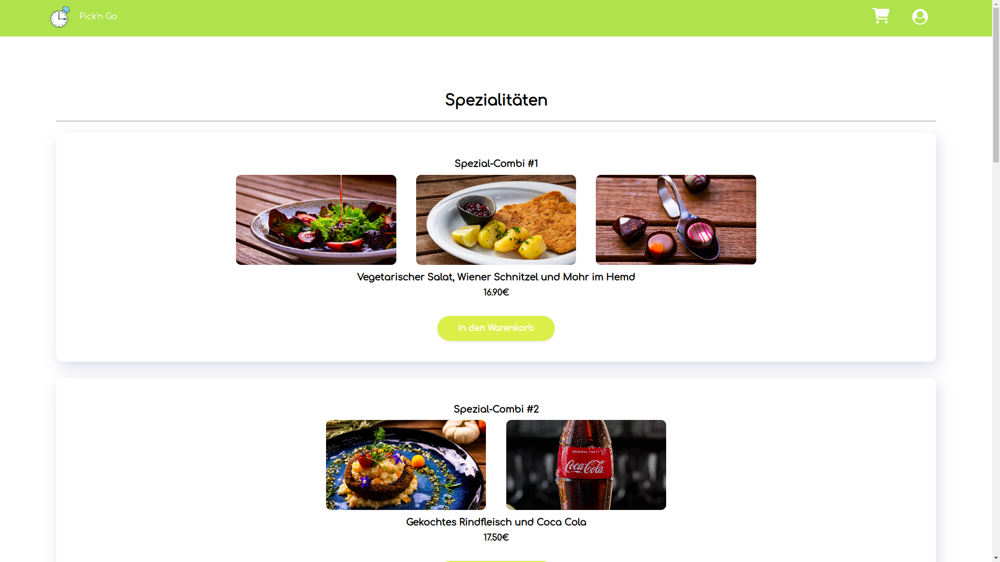 Pick'n Go
Spezialitäten
Spezial-Combi #1
Vegetarischer Salat, Wiener Schnitzel und Mohr im Hemd
16.90€
In den Warenkorb
Spezial-Combi #2
ORIGINAL TASTE
Coca-Cola
Gekochtes Rindfleisch und Coca Cola
17.50€